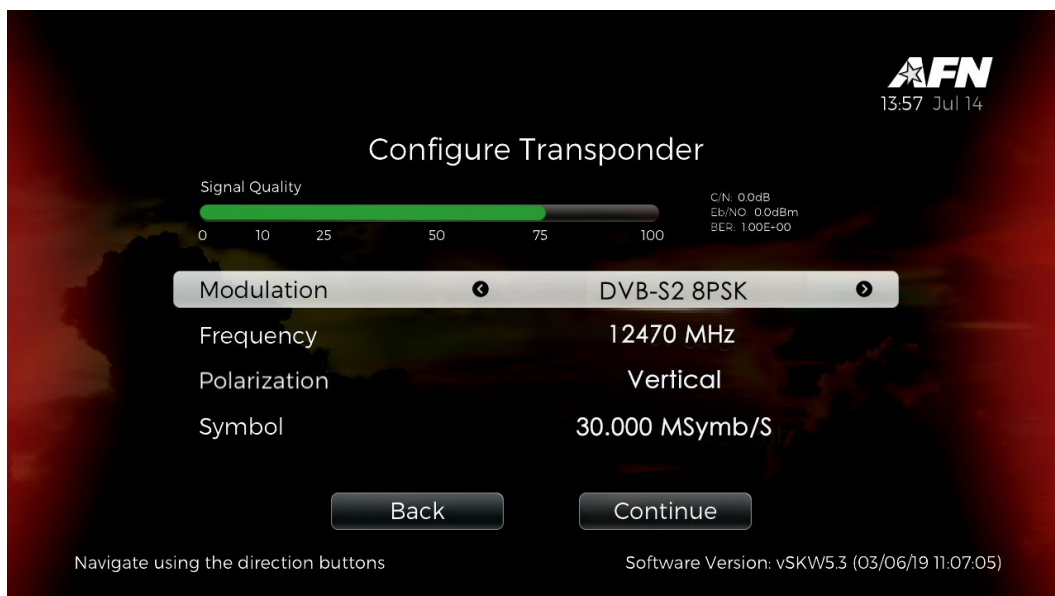 AFN
13:57 Jul 14
Configure Transponder
Signal Quality
C/N: 0.0dB
Eb/NO: 0.0dBm
BER: 1.00E+00
0 10 25 50 75 100
Modulation DVB-S2 8PSK
Frequency 12470 MHz
Polarization Vertical
Symbol 30.000 MSymb/S
Back Continue
Navigate using the direction buttons Software Version: vSKW5.3 (03/06/19 11:07:05)